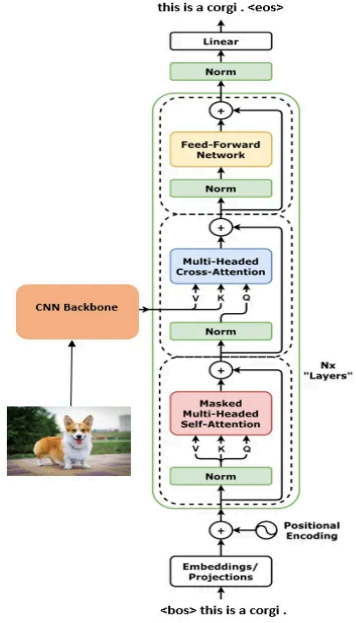 this is a corgi . <eos>
Linear
Norm
Feed-Forward
Network
Norm
Multi-Headed
Cross-Attention
V K Q
CNN Backbone
Norm
Nx
"Layers"
Masked
Multi-Headed
Self-Attention
V K Q
Norm
Positional
Encoding
Embeddings/
Projections
<bos> this is a corgi .